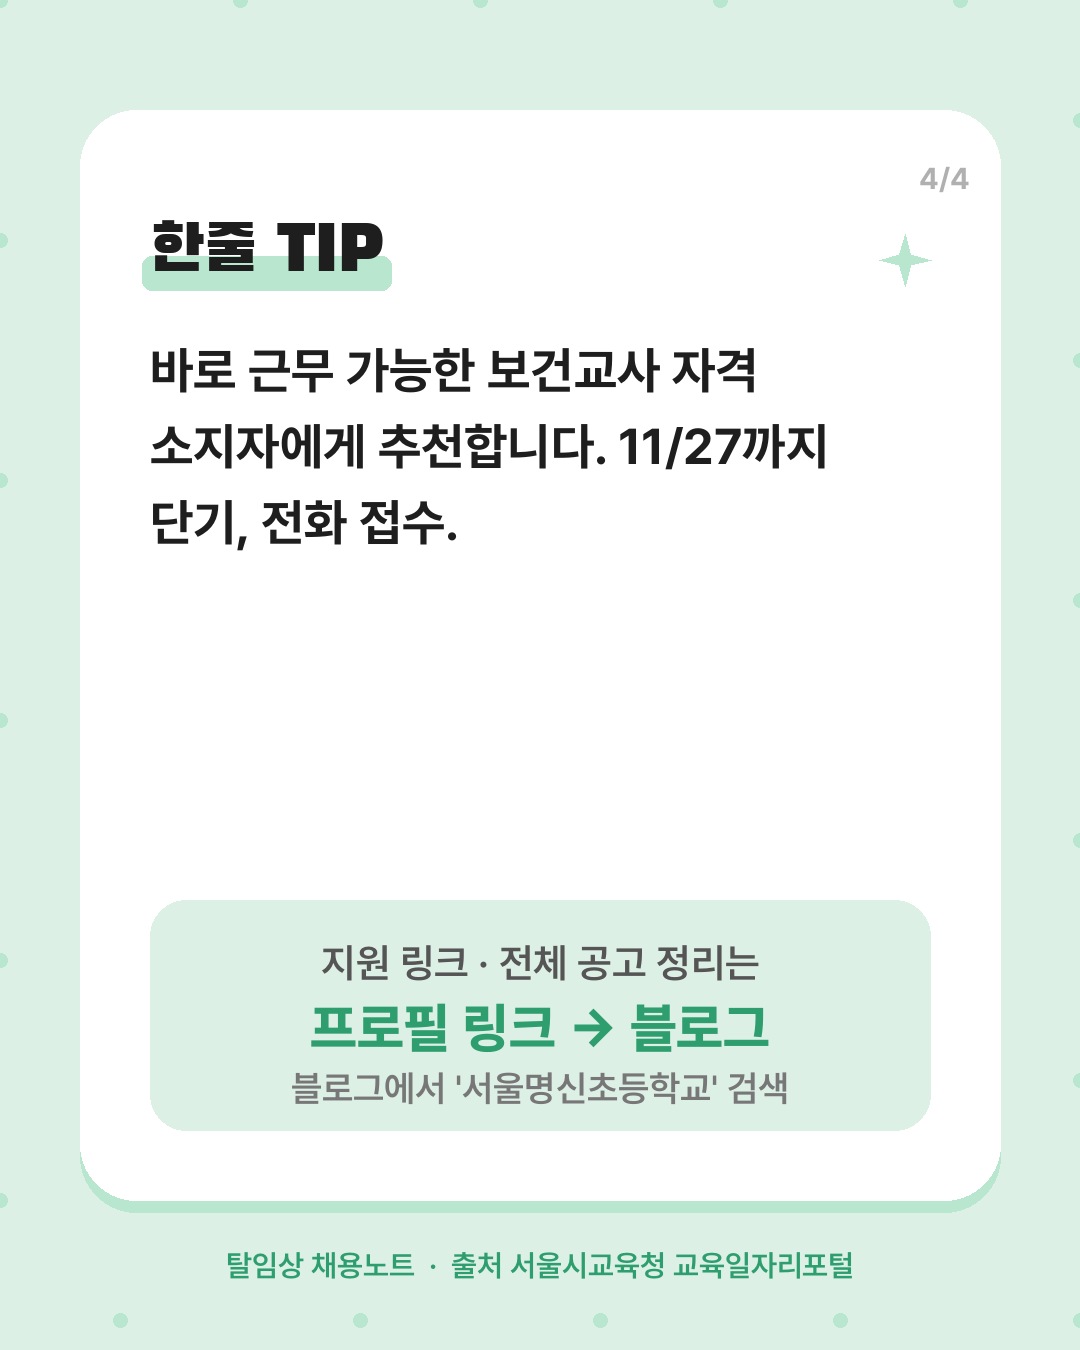 4/4
한줄 TIP
바로 근무 가능한 보건교사 자격
소지자에게 추천합니다. 11/27까지
단기, 전화 접수.
지원 링크 · 전체 공고 정리는
프로필 링크 → 블로그
블로그에서 '서울명신초등학교' 검색
탈임상 채용노트 · 출처 서울시교육청 교육일자리포털